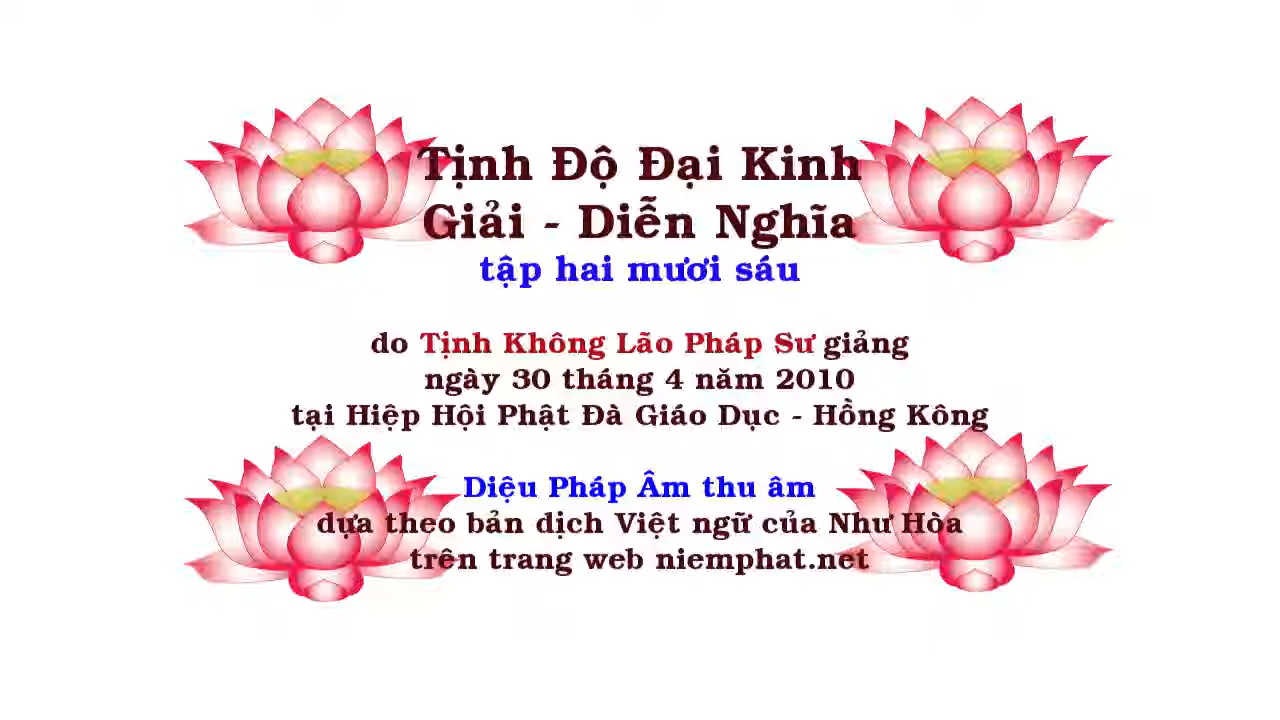 Tịnh Độ Đại Kinh
Giải - Diễn Nghĩa
tập hai mươi sáu
do Tịnh Không Lão Pháp Sư giảng
ngày 30 tháng 4 năm 2010
tại Hiệp Hội Phật Đà Giáo Dục - Hồng Kông
Diệu Pháp Âm thu âm
dựa theo bản dịch Việt ngữ của Như Hòa
trên trang web niemphat.net